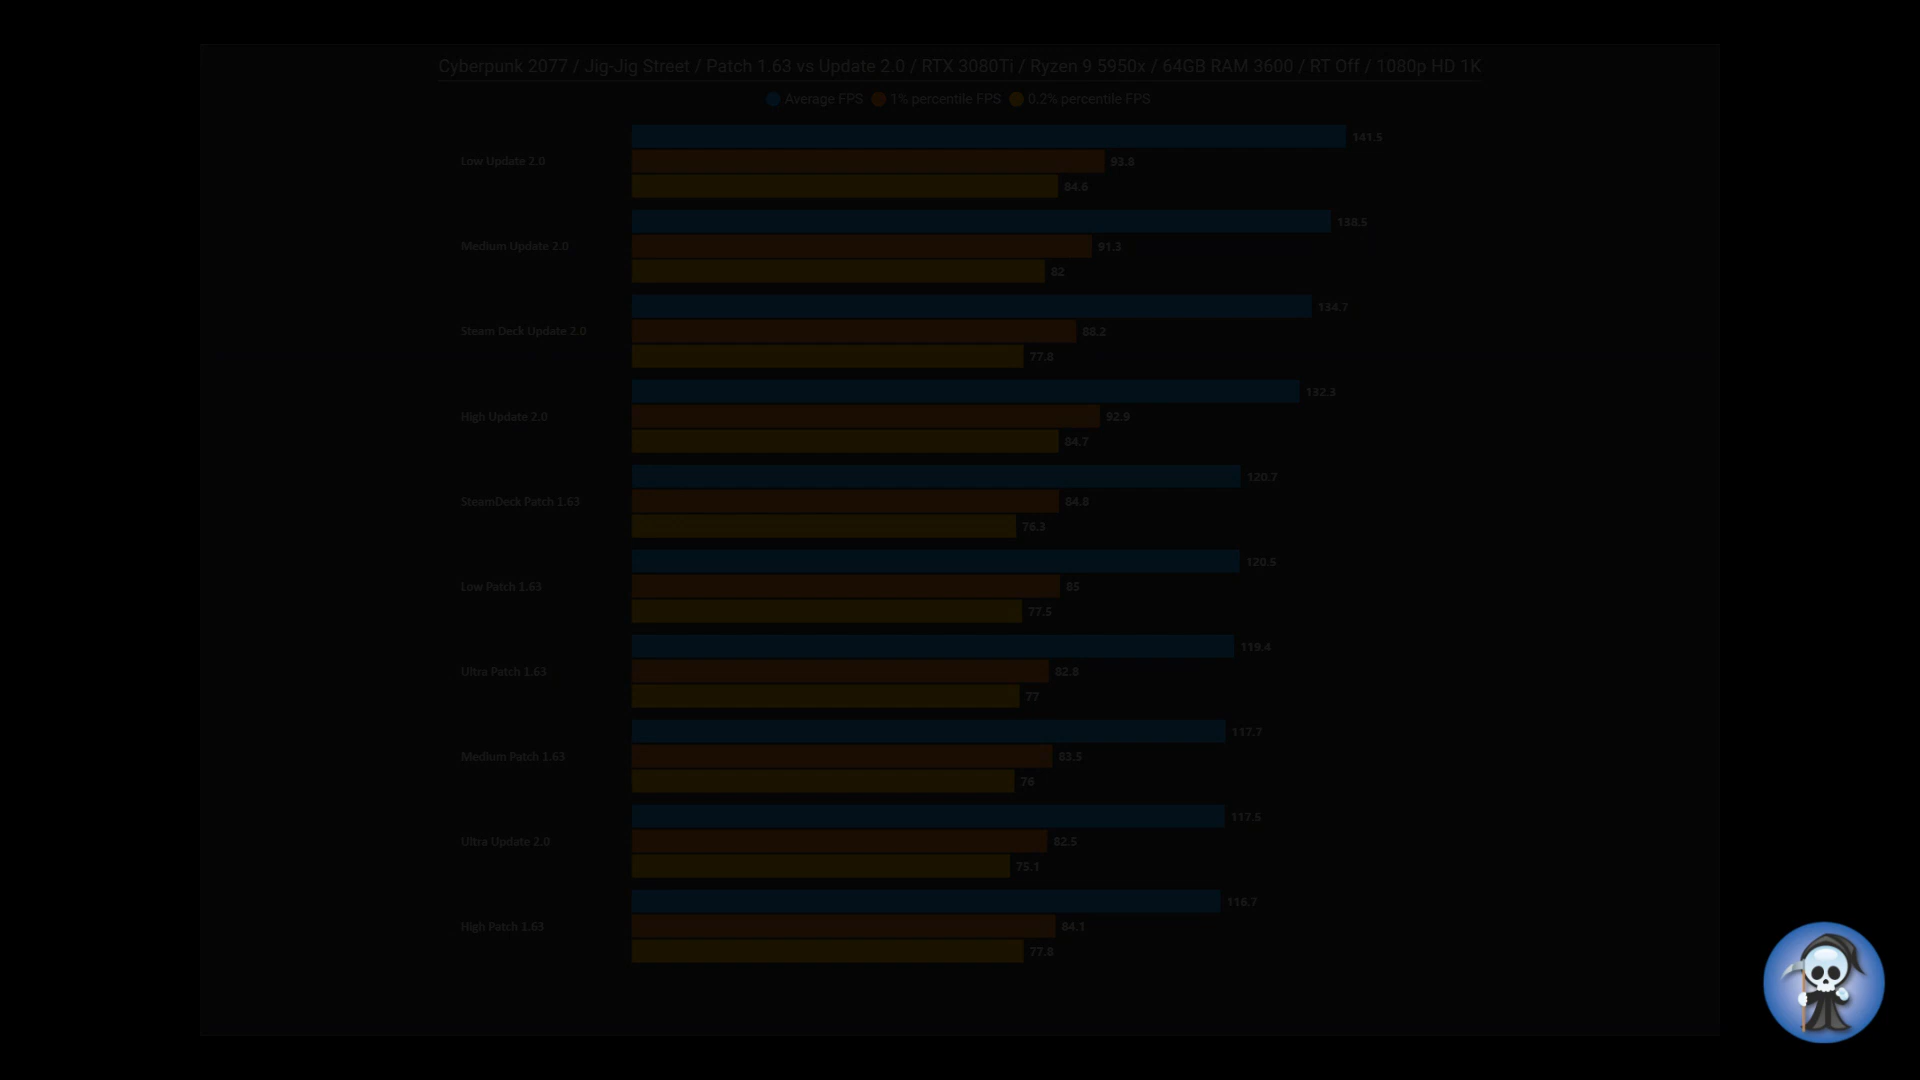 Cyberpunk 2077 / Jig-Jig Street / Patch 1.63 vs Update 2.0 / RTX 3080Ti / Ryzen 9 5950x / 64GB RAM 3600 / RT Off / 1080p HD 1K
Average FPS 1% percentile FPS 0.2% percentile FPS
141.5
Low Update 2.0 93.8
84.6
138.5
Medium Update 2.0 91.3
82
134.7
Steam Deck Update 2.0 88.2
77.8
132.3
High Update 2.0 92.9
84.7
120.7
SteamDeck Patch 1.63 84.8
76.3
120.5
Low Patch 1.63 85
77.5
119.4
Ultra Patch 1.63 82.8
77
117.7
Medium Patch 1.63 83.5
76
117.5
Ultra Update 2.0 82.5
75.1
116.7
High Patch 1.63 84.1
77.8